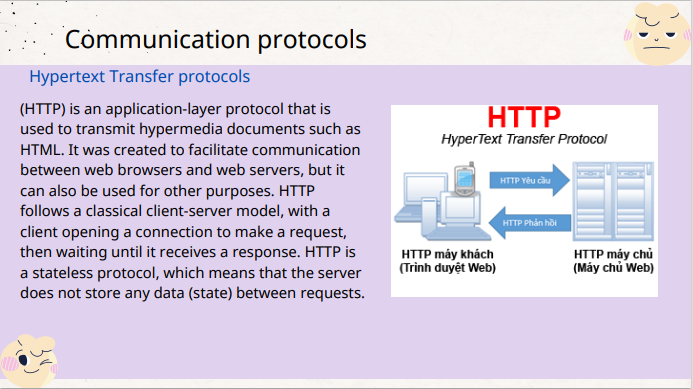 Communication protocols
Hypertext Transfer protocols
(HTTP) is an application-layer protocol that is
used to transmit hypermedia documents such as
HTML. It was created to facilitate communication
between web browsers and web servers, but it
can also be used for other purposes. HTTP
follows a classical client-server model, with a
client opening a connection to make a request,
then waiting until it receives a response. HTTP is
a stateless protocol, which means that the server
does not store any data (state) between requests.
HTTP
HyperText Transfer Protocol
HTTP Yêu cầu
HTTP Phản hồi
HTTP máy khách
(Trình duyệt Web)
HTTP máy chủ
(Máy chủ Web)